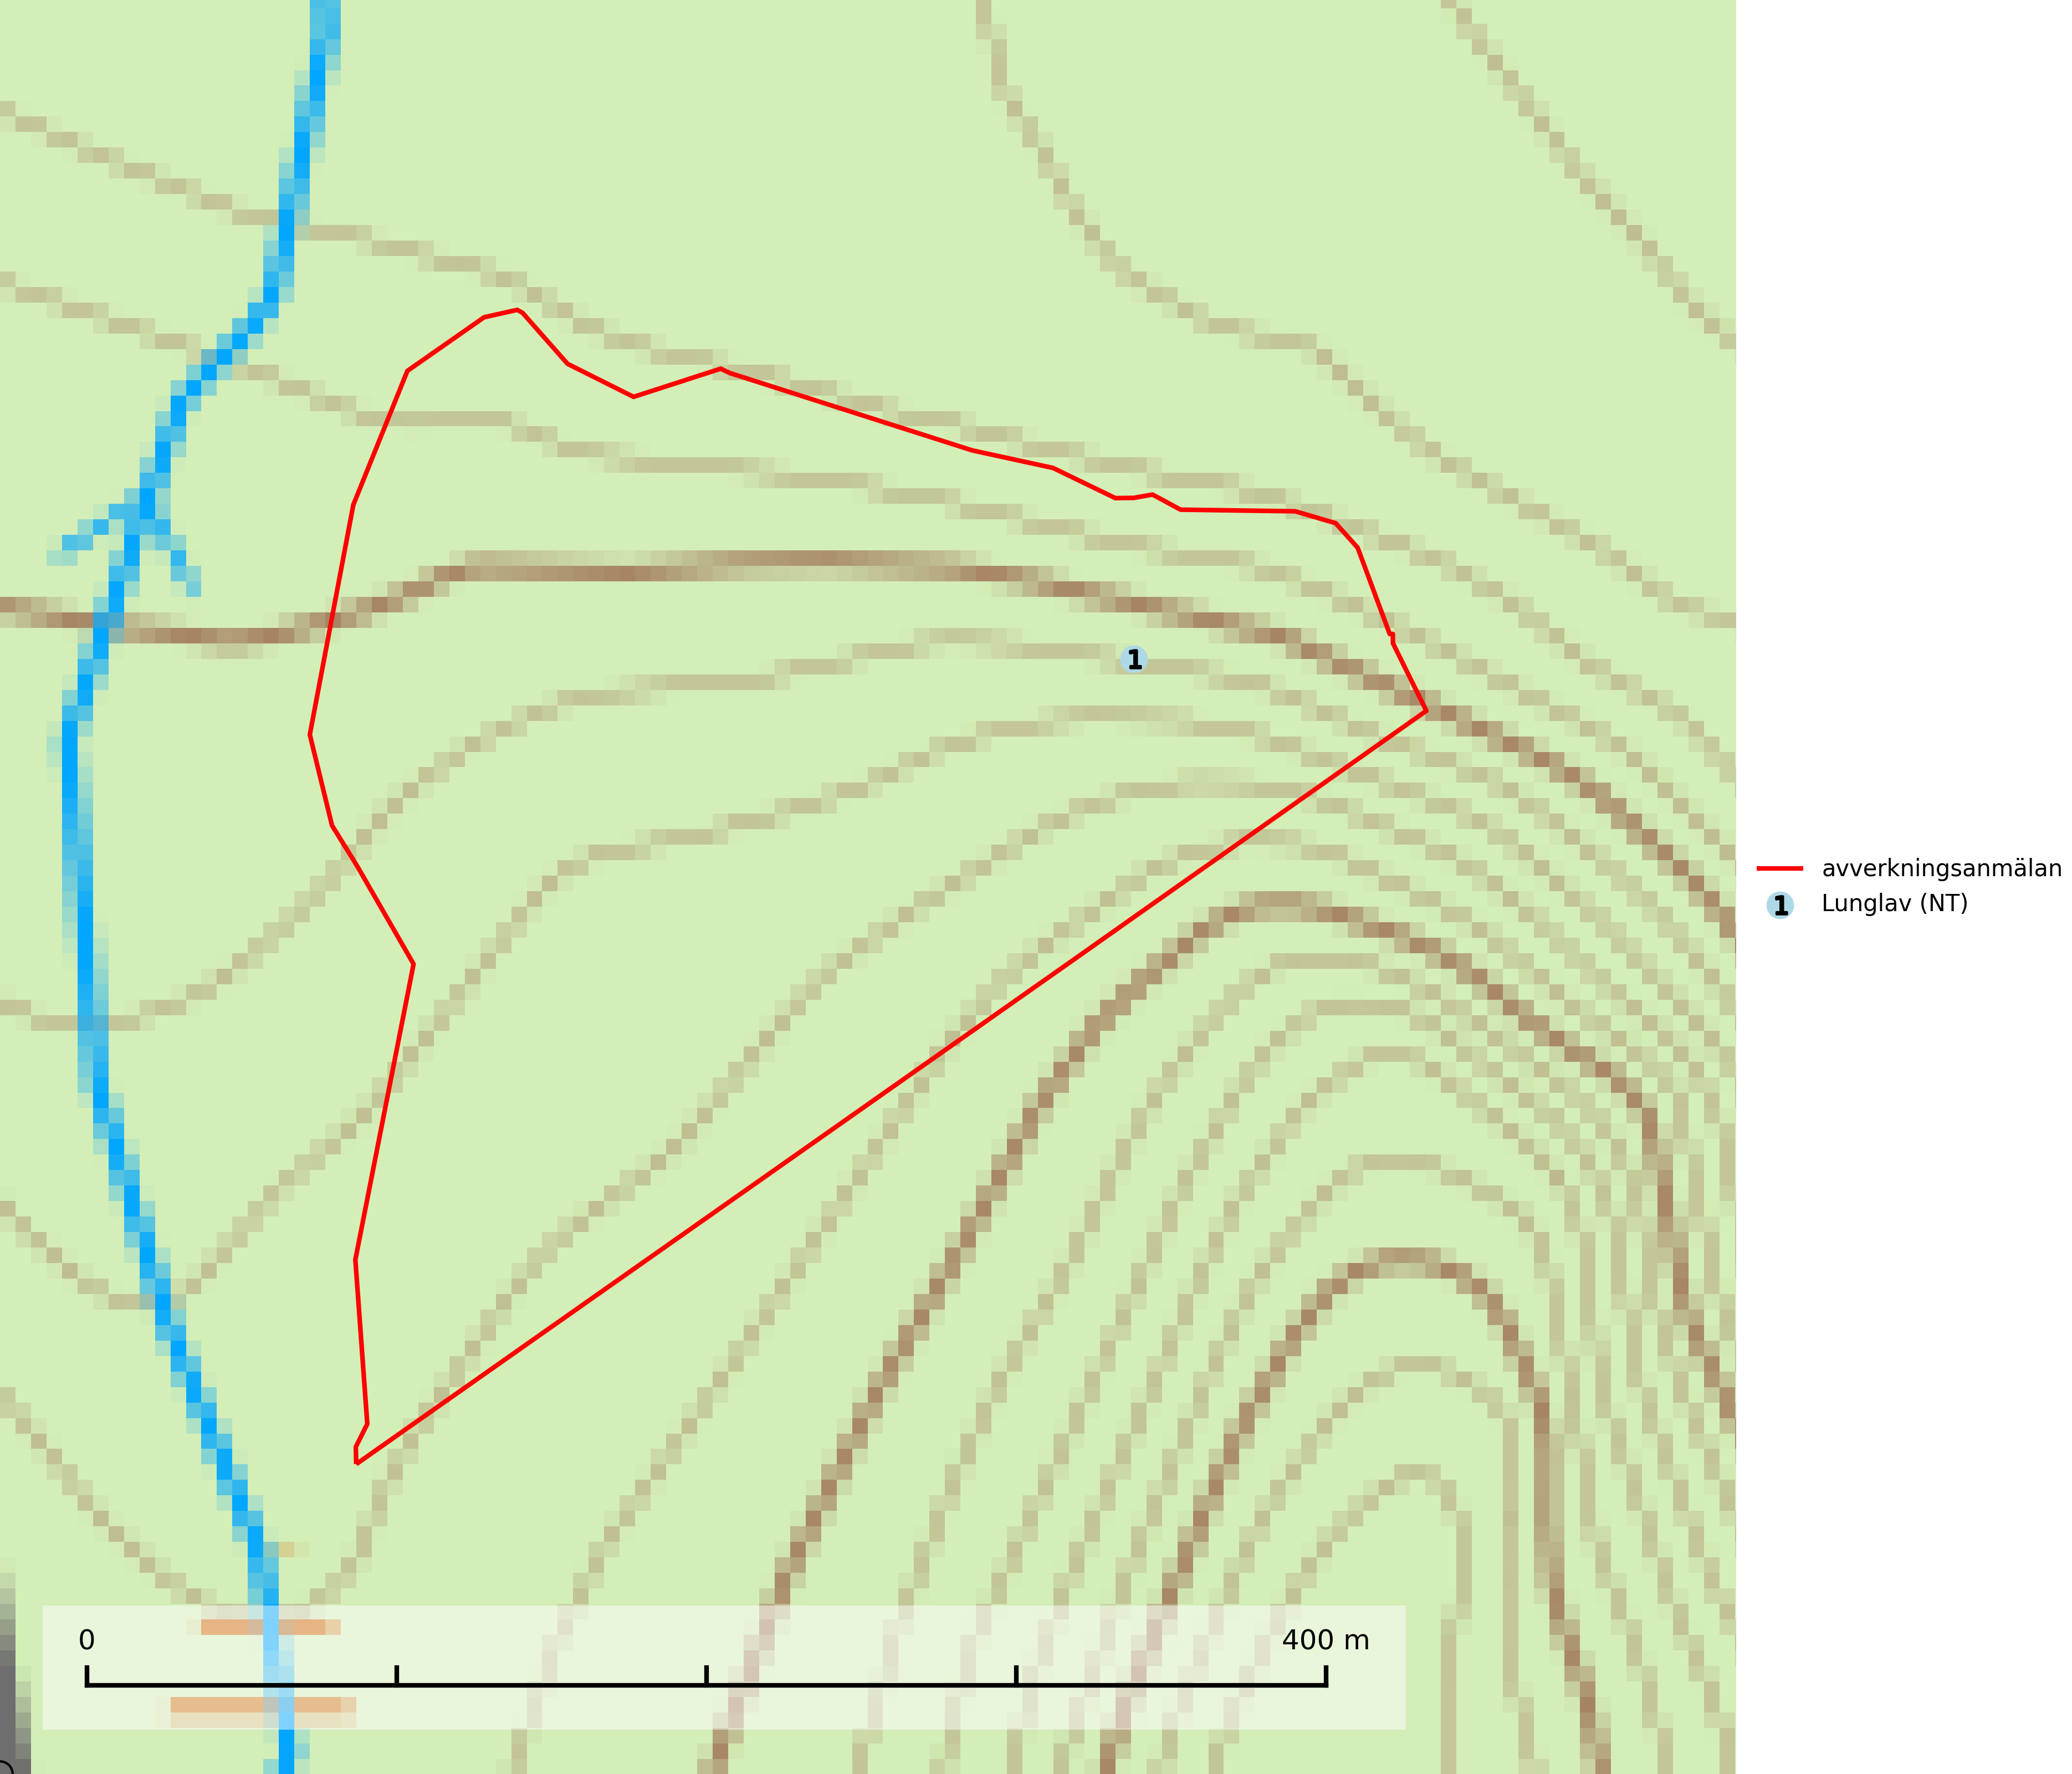 1
avverkningsanmälan
1 Lunglav (NT)
0 400 m